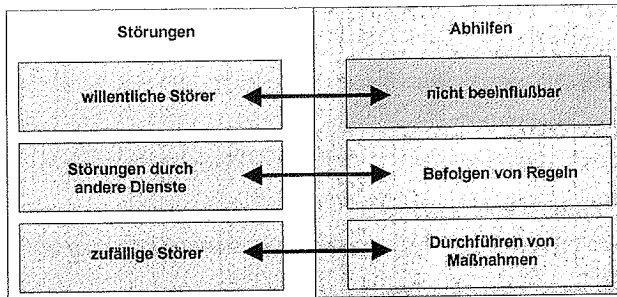 Störungen
Abhilfen
willentliche Störer
nicht beeinflußbar
Störungen durch
andere Dienste
Befolgen von Regeln
zufällige Störer
Durchführen von
Maßnahmen